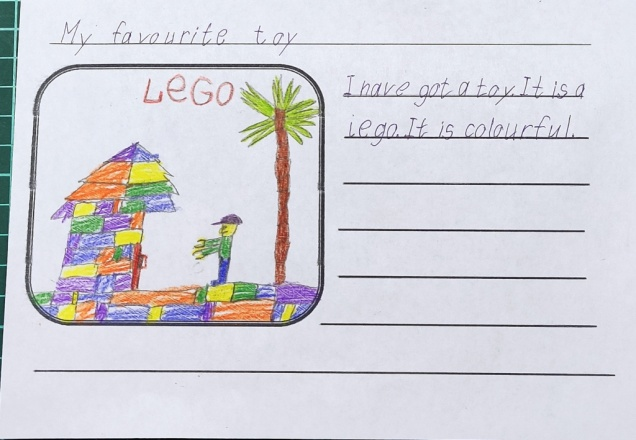 My favourite toy
LeGO
I have got a toy. It is a
lego. It is colourful.